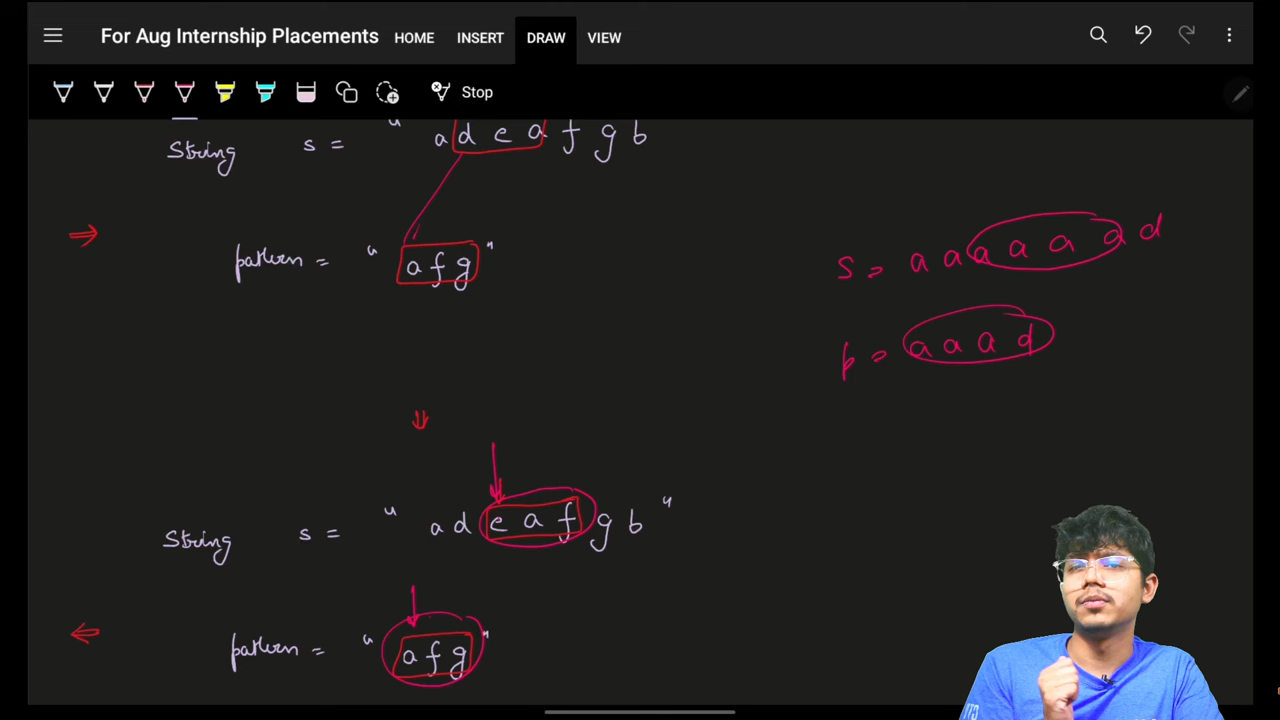 For Aug Internship Placements HOME INSERT DRAW VIEW
Stop
String s = " a d e a f g b
pattern = " a f g "
s = a a a a a a d
p = a a a d
String s = " a d e a f g b "
pattern = " a f g "